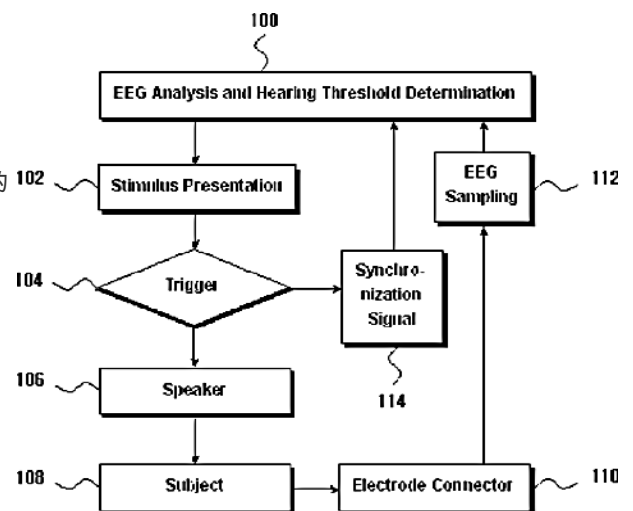 100
EEG Analysis and Hearing Threshold Determination
的 102
Stimulus Presentation
EEG
Sampling
112
104
Trigger
Synchro-
nization
Signal
106
Speaker
114
108
Subject
Electrode Connector
110